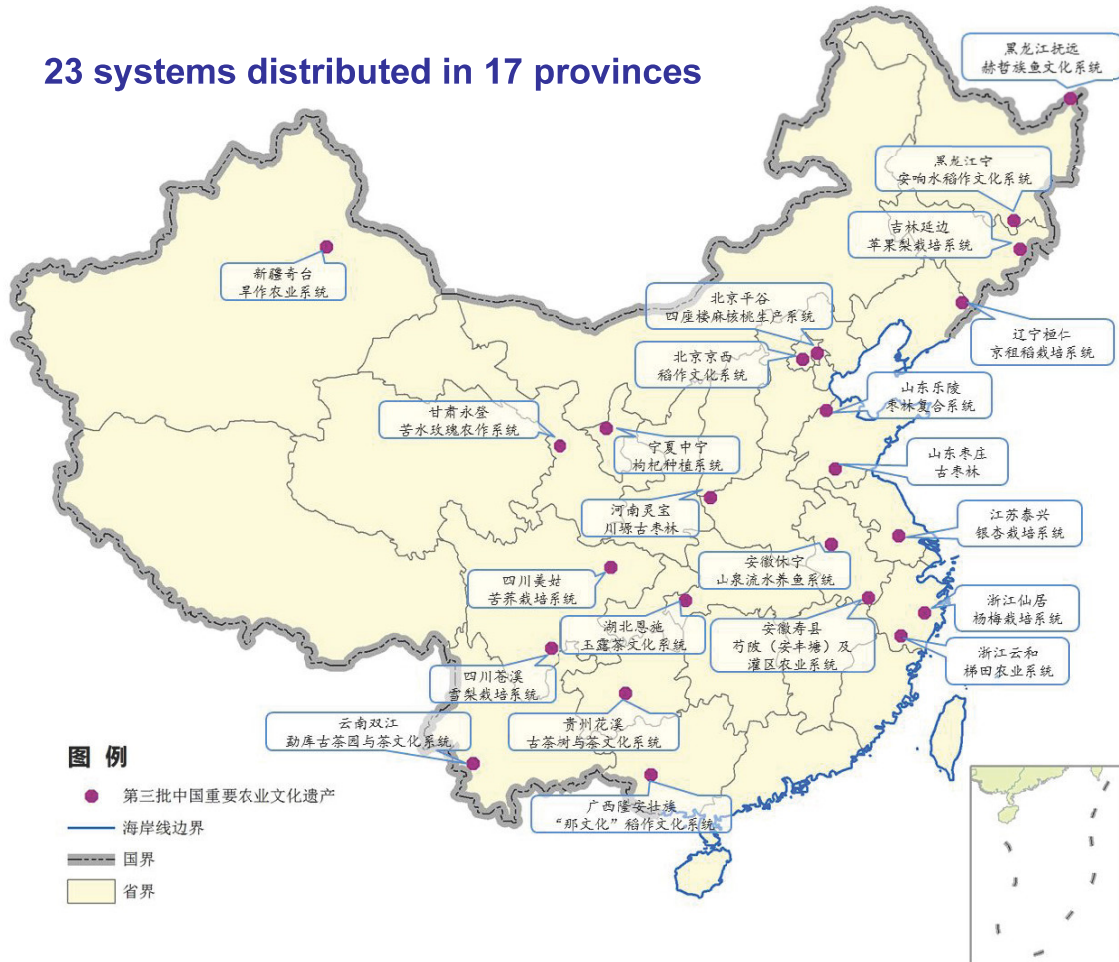 23 systems distributed in 17 provinces
黑龙江抚远
赫哲族鱼文化系统
黑龙江宁
安响水稻作文化系统
吉林延边
苹果梨栽培系统
新疆奇台
旱作农业系统
北京平谷
四座楼麻核桃生产系统
辽宁桓仁
京租稻栽培系统
北京京西
稻作文化系统
山东乐陵
枣林复合系统
甘肃永登
苦水玫瑰农作系统
宁夏中宁
枸杞种植系统
山东枣庄
古枣林
河南灵宝
川塬古枣林
江苏泰兴
银杏栽培系统
安徽休宁
山泉流水养鱼系统
四川美姑
苦荞栽培系统
浙江仙居
杨梅栽培系统
湖北恩施
玉露茶文化系统
安徽寿县
芍陂（安丰塘）及
灌区农业系统
浙江云和
梯田农业系统
四川苍溪
雪梨栽培系统
云南双江
勐库古茶园与茶文化系统
贵州花溪
古茶树与茶文化系统
广西隆安壮族
“那文化”稻作文化系统
图 例
第三批中国重要农业文化遗产
海岸线边界
国界
省界